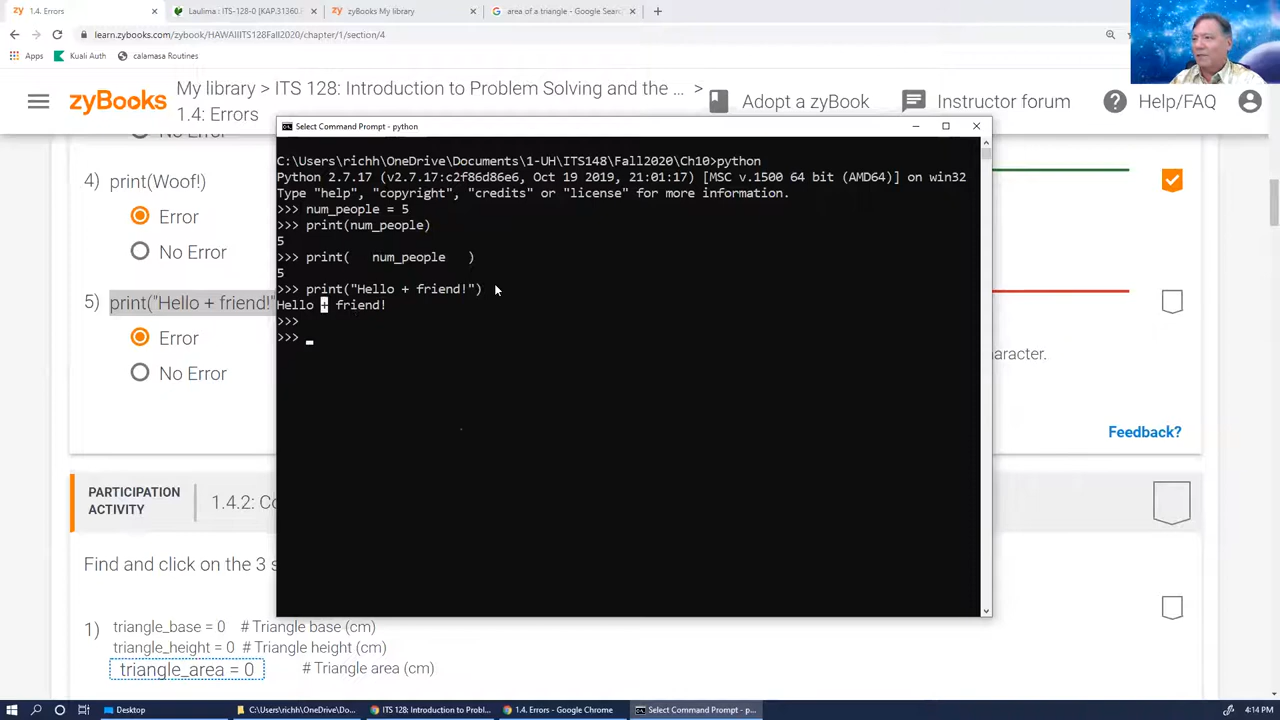 1.4. Errors
Laulima : ITS-128-0 [KAP.31360.F
zyBooks My library
area of a triangle - Google Searc
learn.zybooks.com/zybook/HAWAIIITS128Fall2020/chapter/1/section/4
Apps
Kuali Auth
calamasa Routines
zyBooks
My library > ITS 128: Introduction to Problem Solving and the ... >
1.4: Errors
Adopt a zyBook
Instructor forum
Help/FAQ
4) print(Woof!)
Error
No Error
5) print("Hello + friend!"
Error
No Error
Select Command Prompt - python
C:\Users\richh\OneDrive\Documents\1-UH\ITS148\Fall2020\Ch10>python
Python 2.7.17 (v2.7.17:c2f86d86e6, Oct 19 2019, 21:01:17) [MSC v.1500 64 bit (AMD64)] on win32
Type "help", "copyright", "credits" or "license" for more information.
>>> num_people = 5
>>> print(num_people)
5
>>> print(   num_people   )
5
>>> print("Hello + friend!")
Hello + friend!
>>>
>>>
aracter.
Feedback?
PARTICIPATION
ACTIVITY
1.4.2: Co
Find and click on the 3 s
1) triangle_base = 0 # Triangle base (cm)
triangle_height = 0 # Triangle height (cm)
triangle_area = 0 # Triangle area (cm)
Desktop
C:\Users\richh\OneDrive\Do...
ITS 128: Introduction to Probl...
1.4. Errors - Google Chrome
Select Command Prompt - p...
4:14 PM